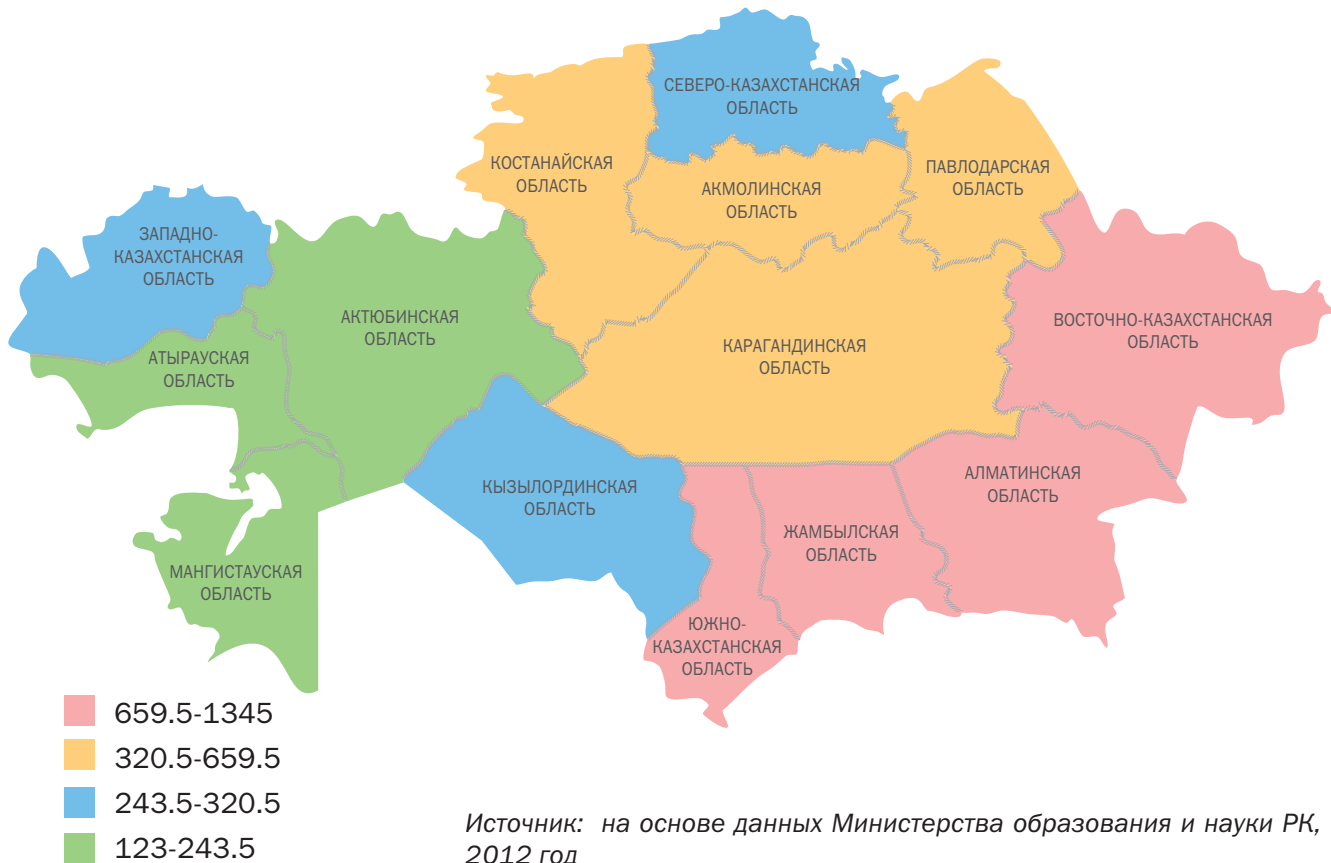 СЕВЕРО-КАЗАХСТАНСКАЯ
ОБЛАСТЬ
КОСТАНАЙСКАЯ
ОБЛАСТЬ
АКМОЛИНСКАЯ
ОБЛАСТЬ
ПАВЛОДАРСКАЯ
ОБЛАСТЬ
ЗАПАДНО-
КАЗАХСТАНСКАЯ
ОБЛАСТЬ
АКТЮБИНСКАЯ
ОБЛАСТЬ
АТЫРАУСКАЯ
ОБЛАСТЬ
КАРАГАНДИНСКАЯ
ОБЛАСТЬ
ВОСТОЧНО-КАЗАХСТАНСКАЯ
ОБЛАСТЬ
КЫЗЫЛОРДИНСКАЯ
ОБЛАСТЬ
АЛМАТИНСКАЯ
ОБЛАСТЬ
ЖАМБЫЛСКАЯ
ОБЛАСТЬ
МАНГИСТАУСКАЯ
ОБЛАСТЬ
ЮЖНО-
КАЗАХСТАНСКАЯ
ОБЛАСТЬ
659.5-1345
320.5-659.5
243.5-320.5
123-243.5
Источник: на основе данных Министерства образования и науки РК,
2012 год